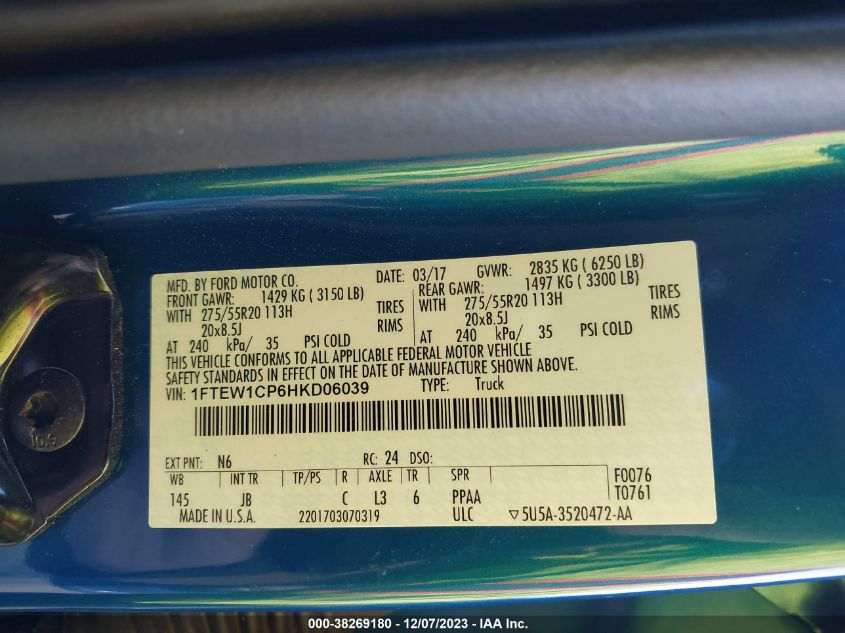 MFD. BY FORD MOTOR CO. DATE: 03/17 GVWR: 2835 KG ( 6250 LB)
FRONT GAWR: 1429 KG ( 3150 LB) REAR GAWR: 1497 KG ( 3300 LB)
WITH 275/55R20 113H TIRES WITH 275/55R20 113H TIRES
20x8.5J RIMS 20x8.5J RIMS
AT 240 kPa/ 35 PSI COLD AT 240 kPa/ 35 PSI COLD
THIS VEHICLE CONFORMS TO ALL APPLICABLE FEDERAL MOTOR VEHICLE
SAFETY STANDARDS IN EFFECT ON THE DATE OF MANUFACTURE SHOWN ABOVE.
VIN: 1FTEW1CP6HKD06039 TYPE: Truck
EXT PNT: N6 RC: 24 DSO:
WB INT TR TP/PS R AXLE TR SPR F0076
145 JB C L3 6 PPAA T0761
MADE IN U.S.A. 2201703070319 ULC ▽5U5A-3520472-AA
10.9
000-38269180 - 12/07/2023 - IAA Inc.